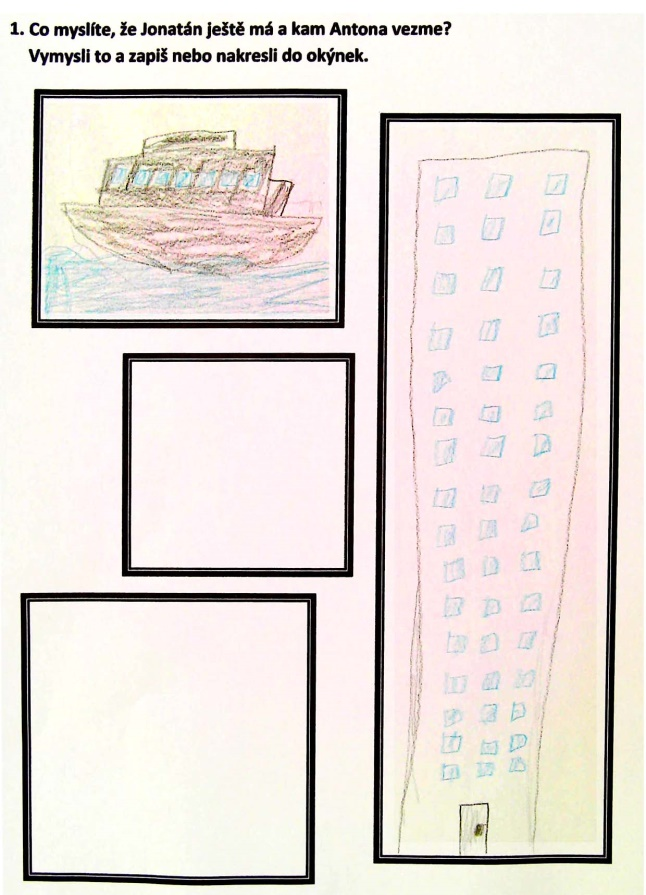 1. Co myslíte, že Jonatán ještě má a kam Antona vezme?
Vymysli to a zapiš nebo nakresli do okýnek.